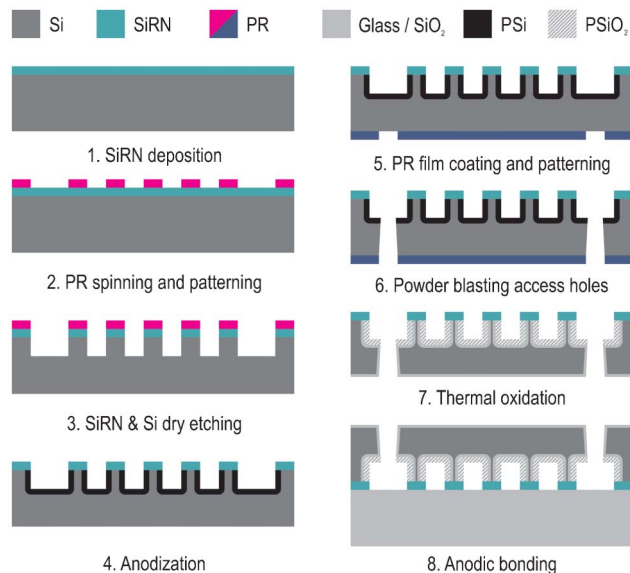 Si
SiRN
PR
Glass / SiO₂
PSi
PSiO₂
1. SiRN deposition
2. PR spinning and patterning
3. SiRN & Si dry etching
4. Anodization
5. PR film coating and patterning
6. Powder blasting access holes
7. Thermal oxidation
8. Anodic bonding